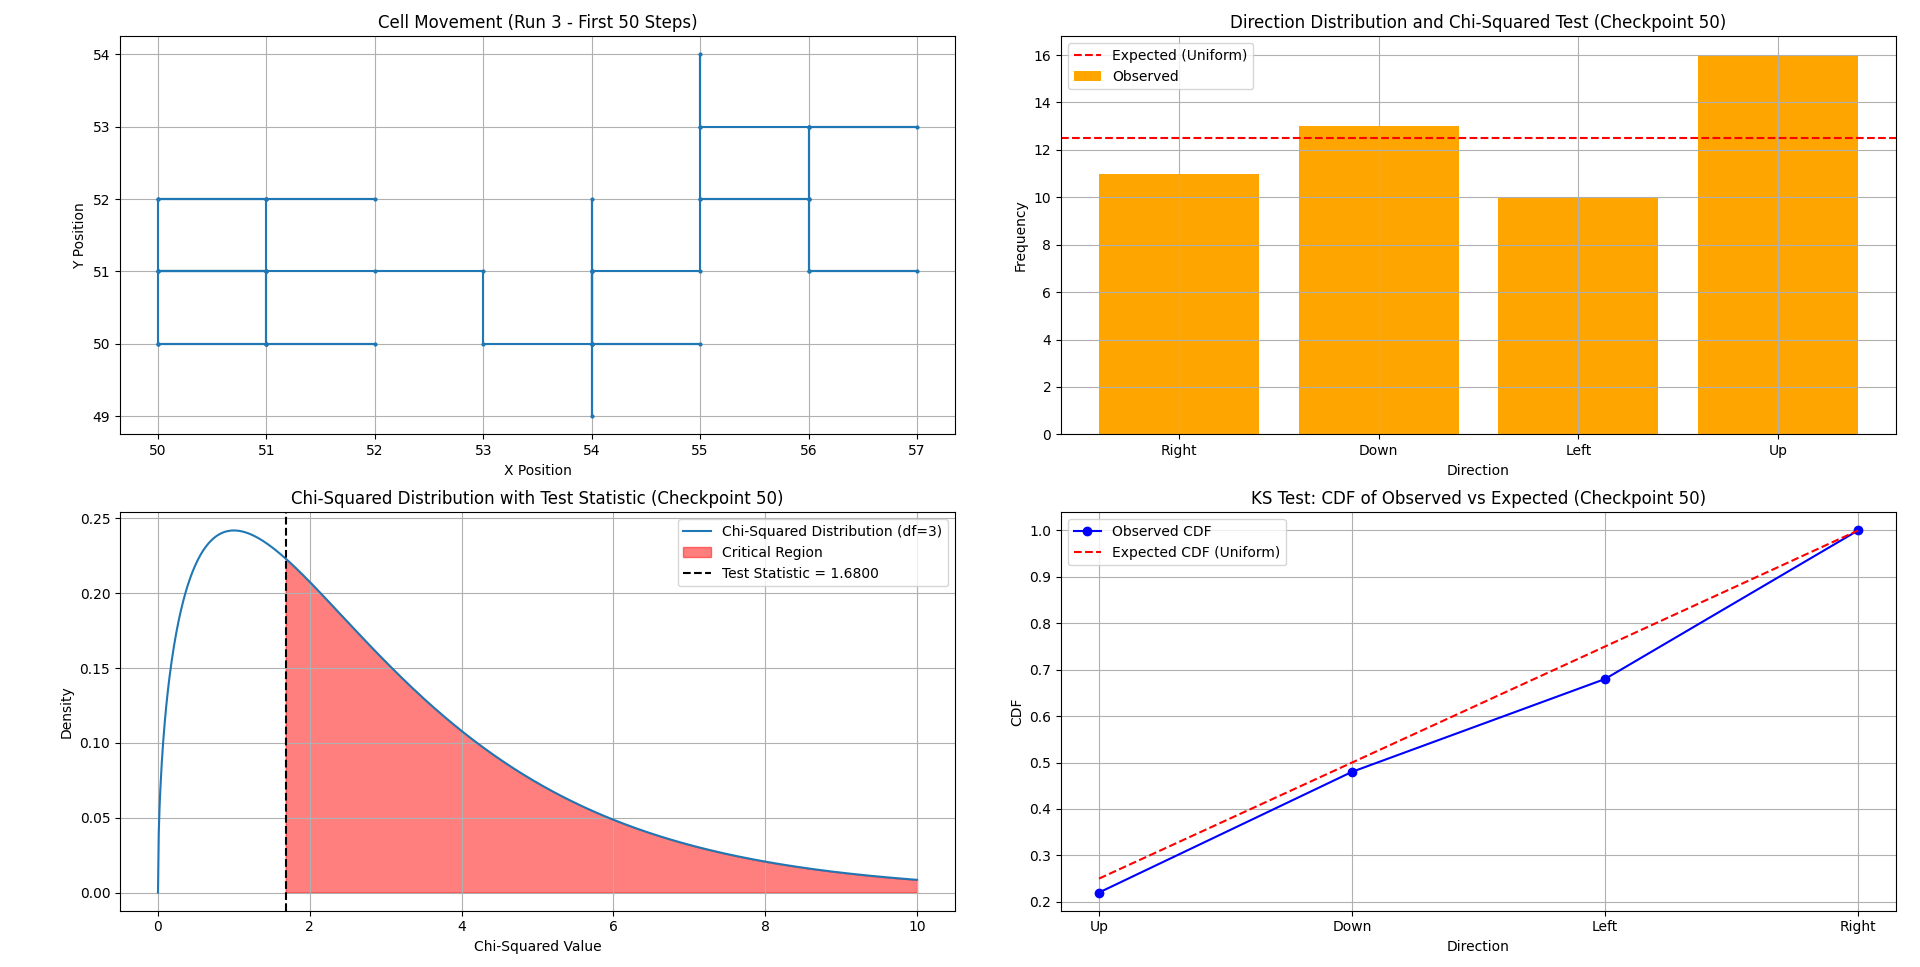 Cell Movement (Run 3 - First 50 Steps)
54
53
52
51
50
49
Y Position
50 51 52 53 54 55 56 57
X Position
Direction Distribution and Chi-Squared Test (Checkpoint 50)
Expected (Uniform)
Observed
16
14
12
10
8
6
4
2
0
Frequency
Right Down Left Up
Direction
Chi-Squared Distribution with Test Statistic (Checkpoint 50)
Chi-Squared Distribution (df=3)
Critical Region
Test Statistic = 1.6800
0.25
0.20
0.15
0.10
0.05
0.00
Density
0 2 4 6 8 10
Chi-Squared Value
KS Test: CDF of Observed vs Expected (Checkpoint 50)
Observed CDF
Expected CDF (Uniform)
1.0
0.9
0.8
0.7
0.6
0.5
0.4
0.3
0.2
CDF
Up Down Left Right
Direction